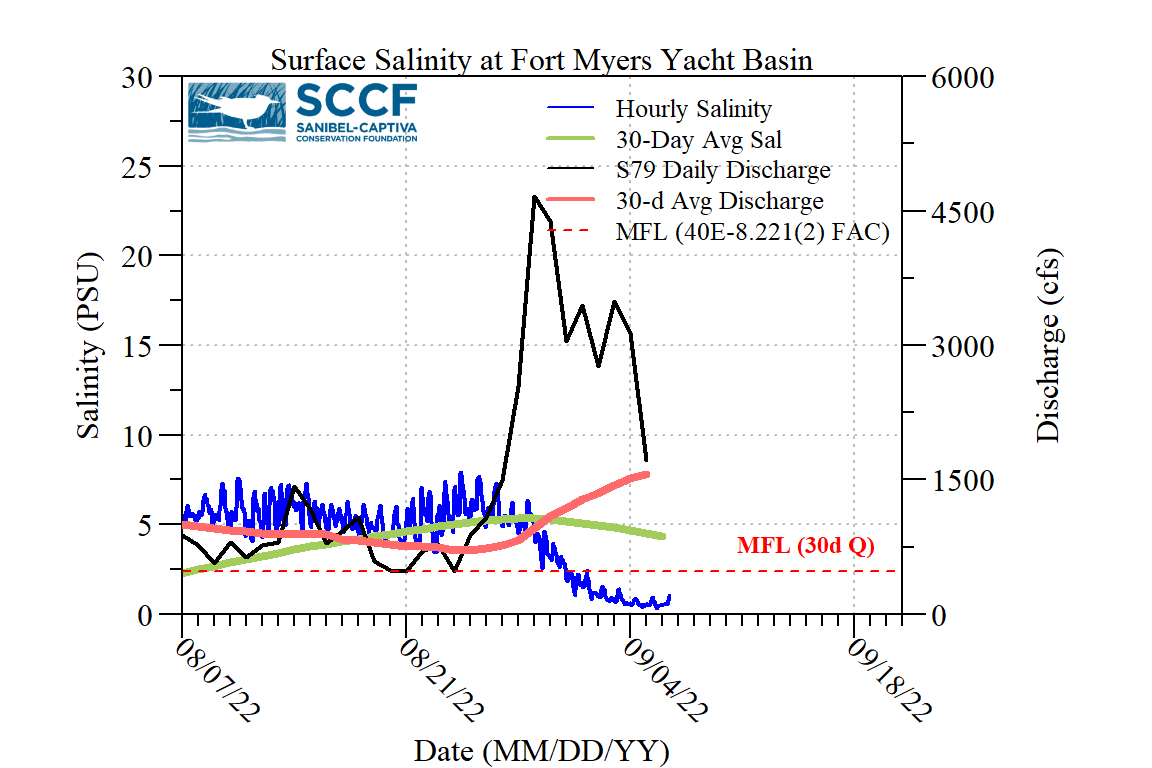 Surface Salinity at Fort Myers Yacht Basin
SCCF
SANIBEL-CAPTIVA
CONSERVATION FOUNDATION
Hourly Salinity
30-Day Avg Sal
S79 Daily Discharge
30-d Avg Discharge
MFL (40E-8.221(2) FAC)
30
25
20
15
10
5
0
Salinity (PSU)
6000
4500
3000
1500
0
Discharge (cfs)
MFL (30d Q)
08/07/22
08/21/22
09/04/22
09/18/22
Date (MM/DD/YY)